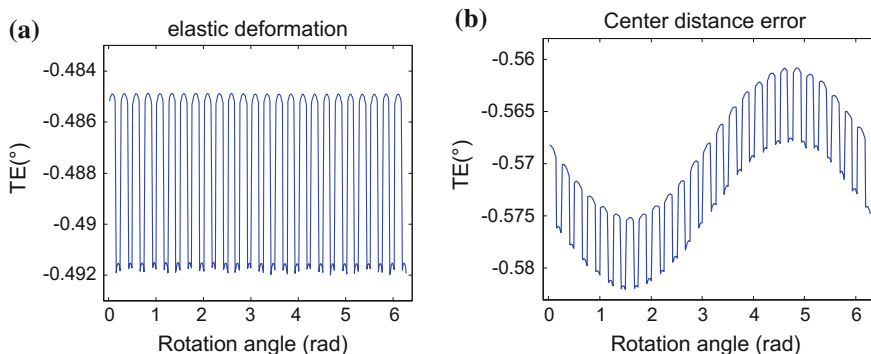 (a)
elastic deformation
-0.484
-0.486
-0.488
-0.49
-0.492
TE(°)
0 1 2 3 4 5 6
Rotation angle (rad)
(b)
Center distance error
-0.56
-0.565
-0.57
-0.575
-0.58
TE(°)
0 1 2 3 4 5 6
Rotation angle (rad)